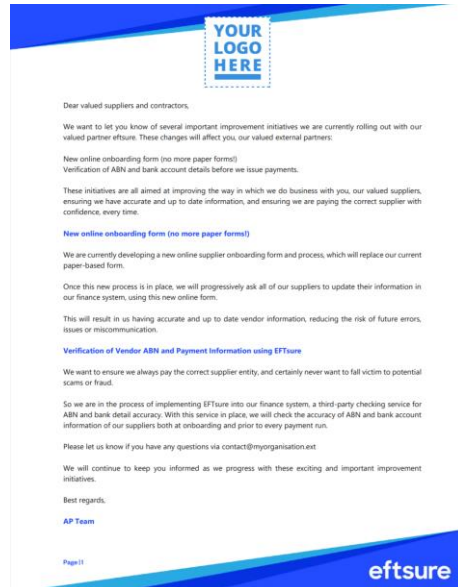 YOUR
LOGO
HERE
Dear valued suppliers and contractors,
We want to let you know of several important improvement initiatives we are currently rolling out with our
valued partner eftsure. These changes will affect you, our valued external partners:
New online onboarding form (no more paper forms!)
Verification of ABN and bank account details before we issue payments.
These initiatives are all aimed at improving the way in which we do business with you, our valued suppliers,
ensuring we have accurate and up to date information, and ensuring we are paying the correct supplier with
confidence, every time.
New online onboarding form (no more paper forms!)
We are currently developing a new online supplier onboarding form and process, which will replace our current
paper-based form.
Once this new process is in place, we will progressively ask all of our suppliers to update their information in
our finance system, using this new online form.
This will result in us having accurate and up to date vendor information, reducing the risk of future errors,
issues or miscommunication.
Verification of Vendor ABN and Payment Information using EFTsure
We want to ensure we always pay the correct supplier entity, and certainly never want to fall victim to potential
scams or fraud.
So we are in the process of implementing EFTsure into our finance system, a third-party checking service for
ABN and bank detail accuracy. With this service in place, we will check the accuracy of ABN and bank account
information of our suppliers both at onboarding and prior to every payment run.
Please let us know if you have any questions via contact@myorganisation.ext
We will continue to keep you informed as we progress with these exciting and important improvement
initiatives.
Best regards,
AP Team
Page|1
eftsure